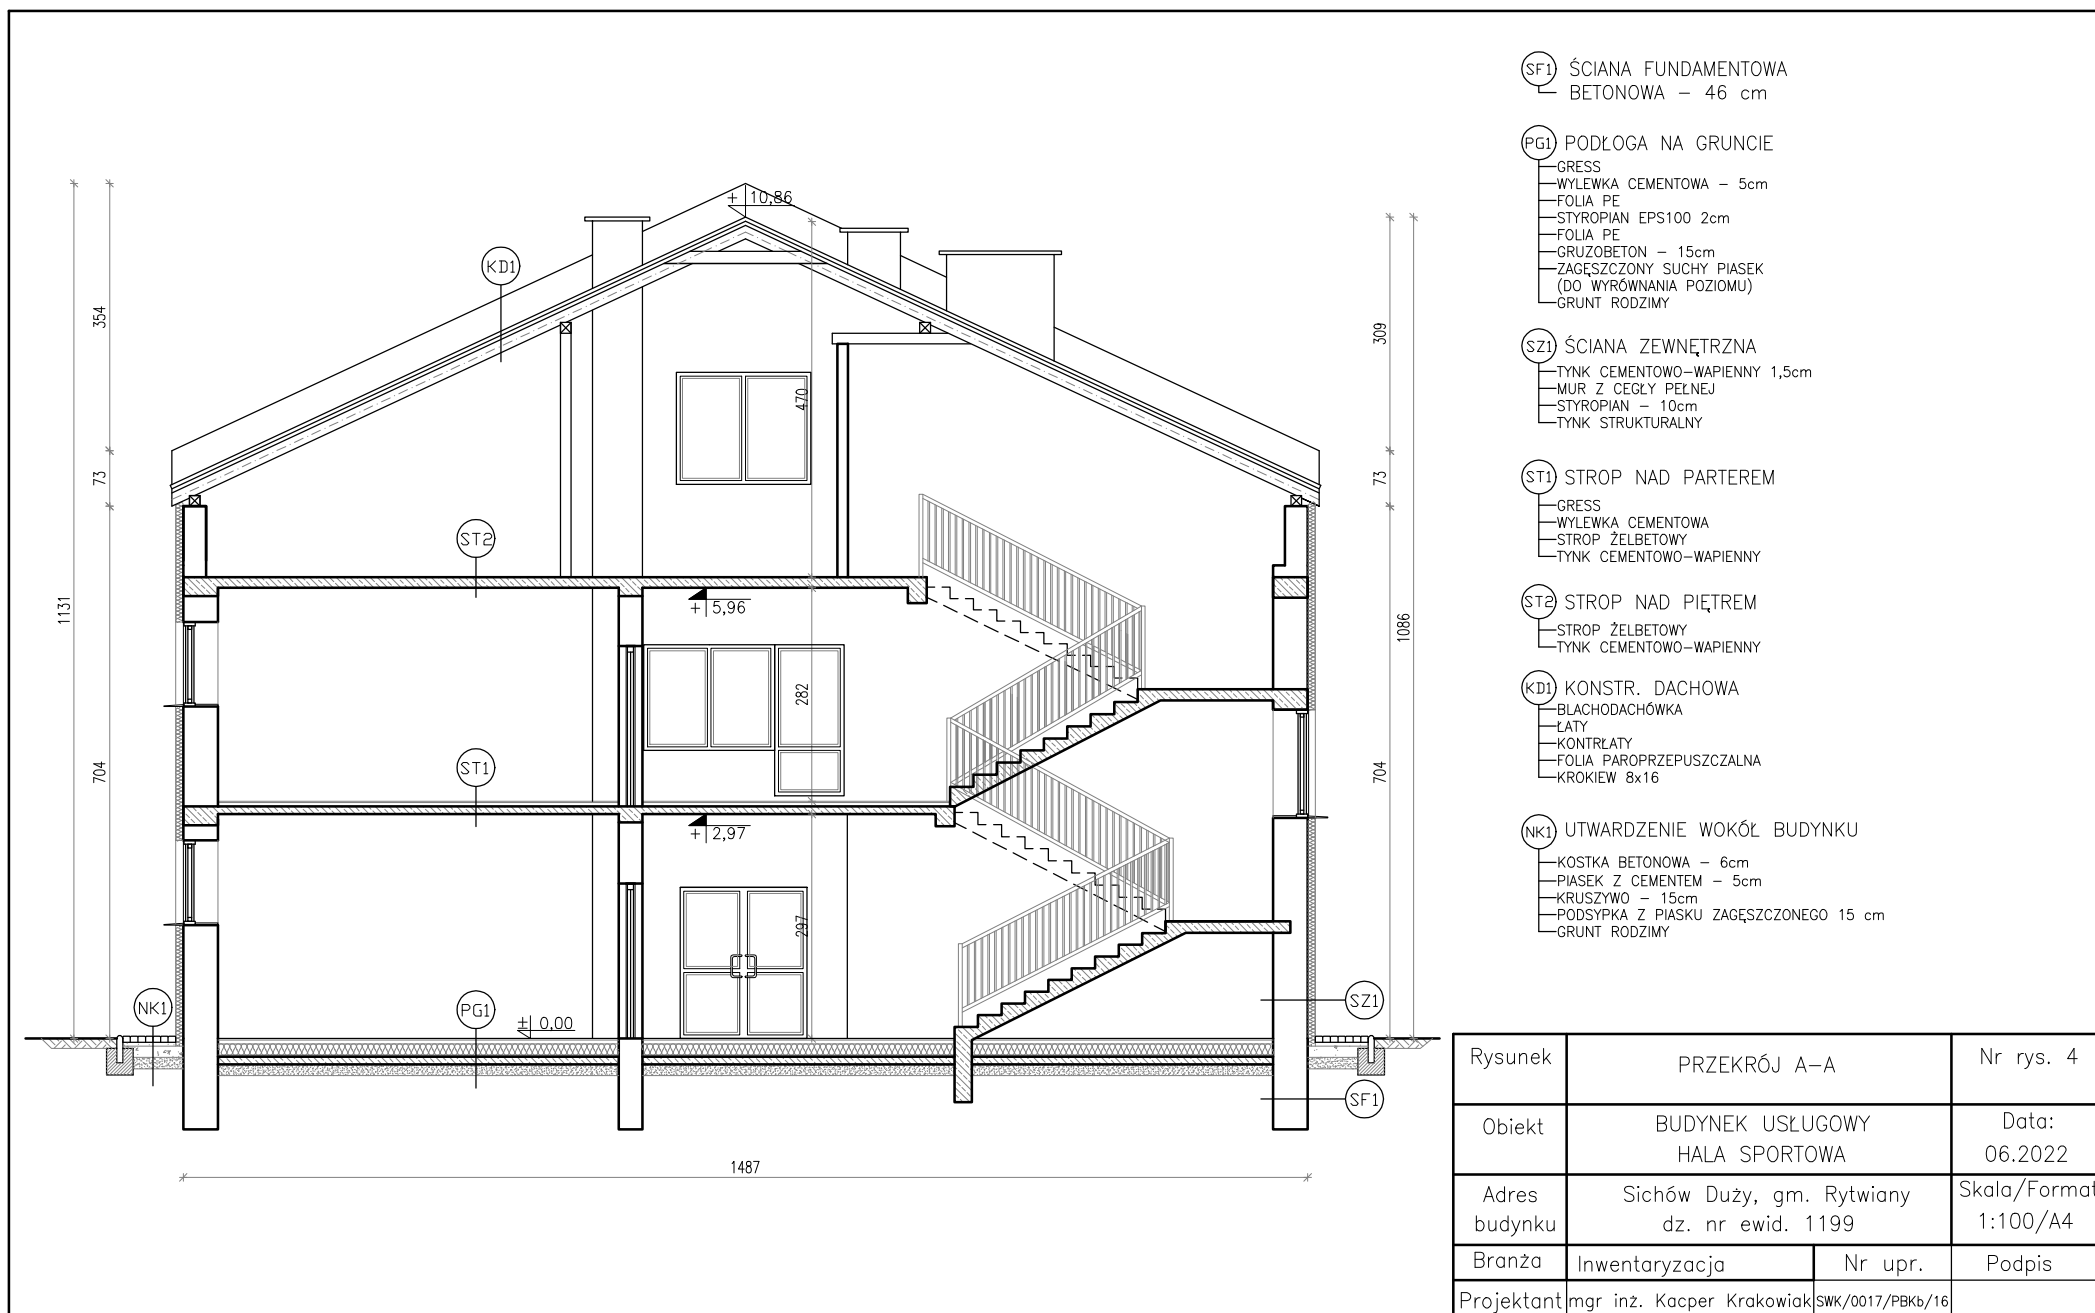 SF1 ŚCIANA FUNDAMENTOWA
BETONOWA – 46 cm
PG1 PODŁOGA NA GRUNCIE
GRESS
WYLEWKA CEMENTOWA – 5cm
FOLIA PE
STYROPIAN EPS100 2cm
FOLIA PE
GRUZOBETON – 15cm
ZAGĘSZCZONY SUCHY PIASEK
(DO WYRÓWNANIA POZIOMU)
GRUNT RODZIMY
SZ1 ŚCIANA ZEWNĘTRZNA
TYNK CEMENTOWO-WAPIENNY 1,5cm
MUR Z CEGŁY PEŁNEJ
STYROPIAN – 10cm
TYNK STRUKTURALNY
ST1 STROP NAD PARTEREM
GRESS
WYLEWKA CEMENTOWA
STROP ŻELBETOWY
TYNK CEMENTOWO-WAPIENNY
ST2 STROP NAD PIĘTREM
STROP ŻELBETOWY
TYNK CEMENTOWO-WAPIENNY
KD1 KONSTR. DACHOWA
BLACHODACHÓWKA
ŁATY
KONTRŁATY
FOLIA PAROPRZEPUSZCZALNA
KROKIEW 8x16
NK1 UTWARDZENIE WOKÓŁ BUDYNKU
KOSTKA BETONOWA – 6cm
PIASEK Z CEMENTEM – 5cm
KRUSZYWO – 15cm
PODSYPKA Z PIASKU ZAGĘSZCZONEGO 15 cm
GRUNT RODZIMY
+ 10,86
KD1
354
309
470
73
73
ST2
+ 5,96
1131
1086
282
704
704
ST1
+ 2,97
297
NK1
PG1
± 0,00
SZ1
SF1
1487
Rysunek PRZEKRÓJ A–A Nr rys. 4
Obiekt BUDYNEK USŁUGOWY
HALA SPORTOWA
Data:
06.2022
Adres
budynku
Sichów Duży, gm. Rytwiany
dz. nr ewid. 1199
Skala/Format
1:100/A4
Branża Inwentaryzacja Nr upr. Podpis
Projektant mgr inż. Kacper Krakowiak SWK/0017/PBKb/16